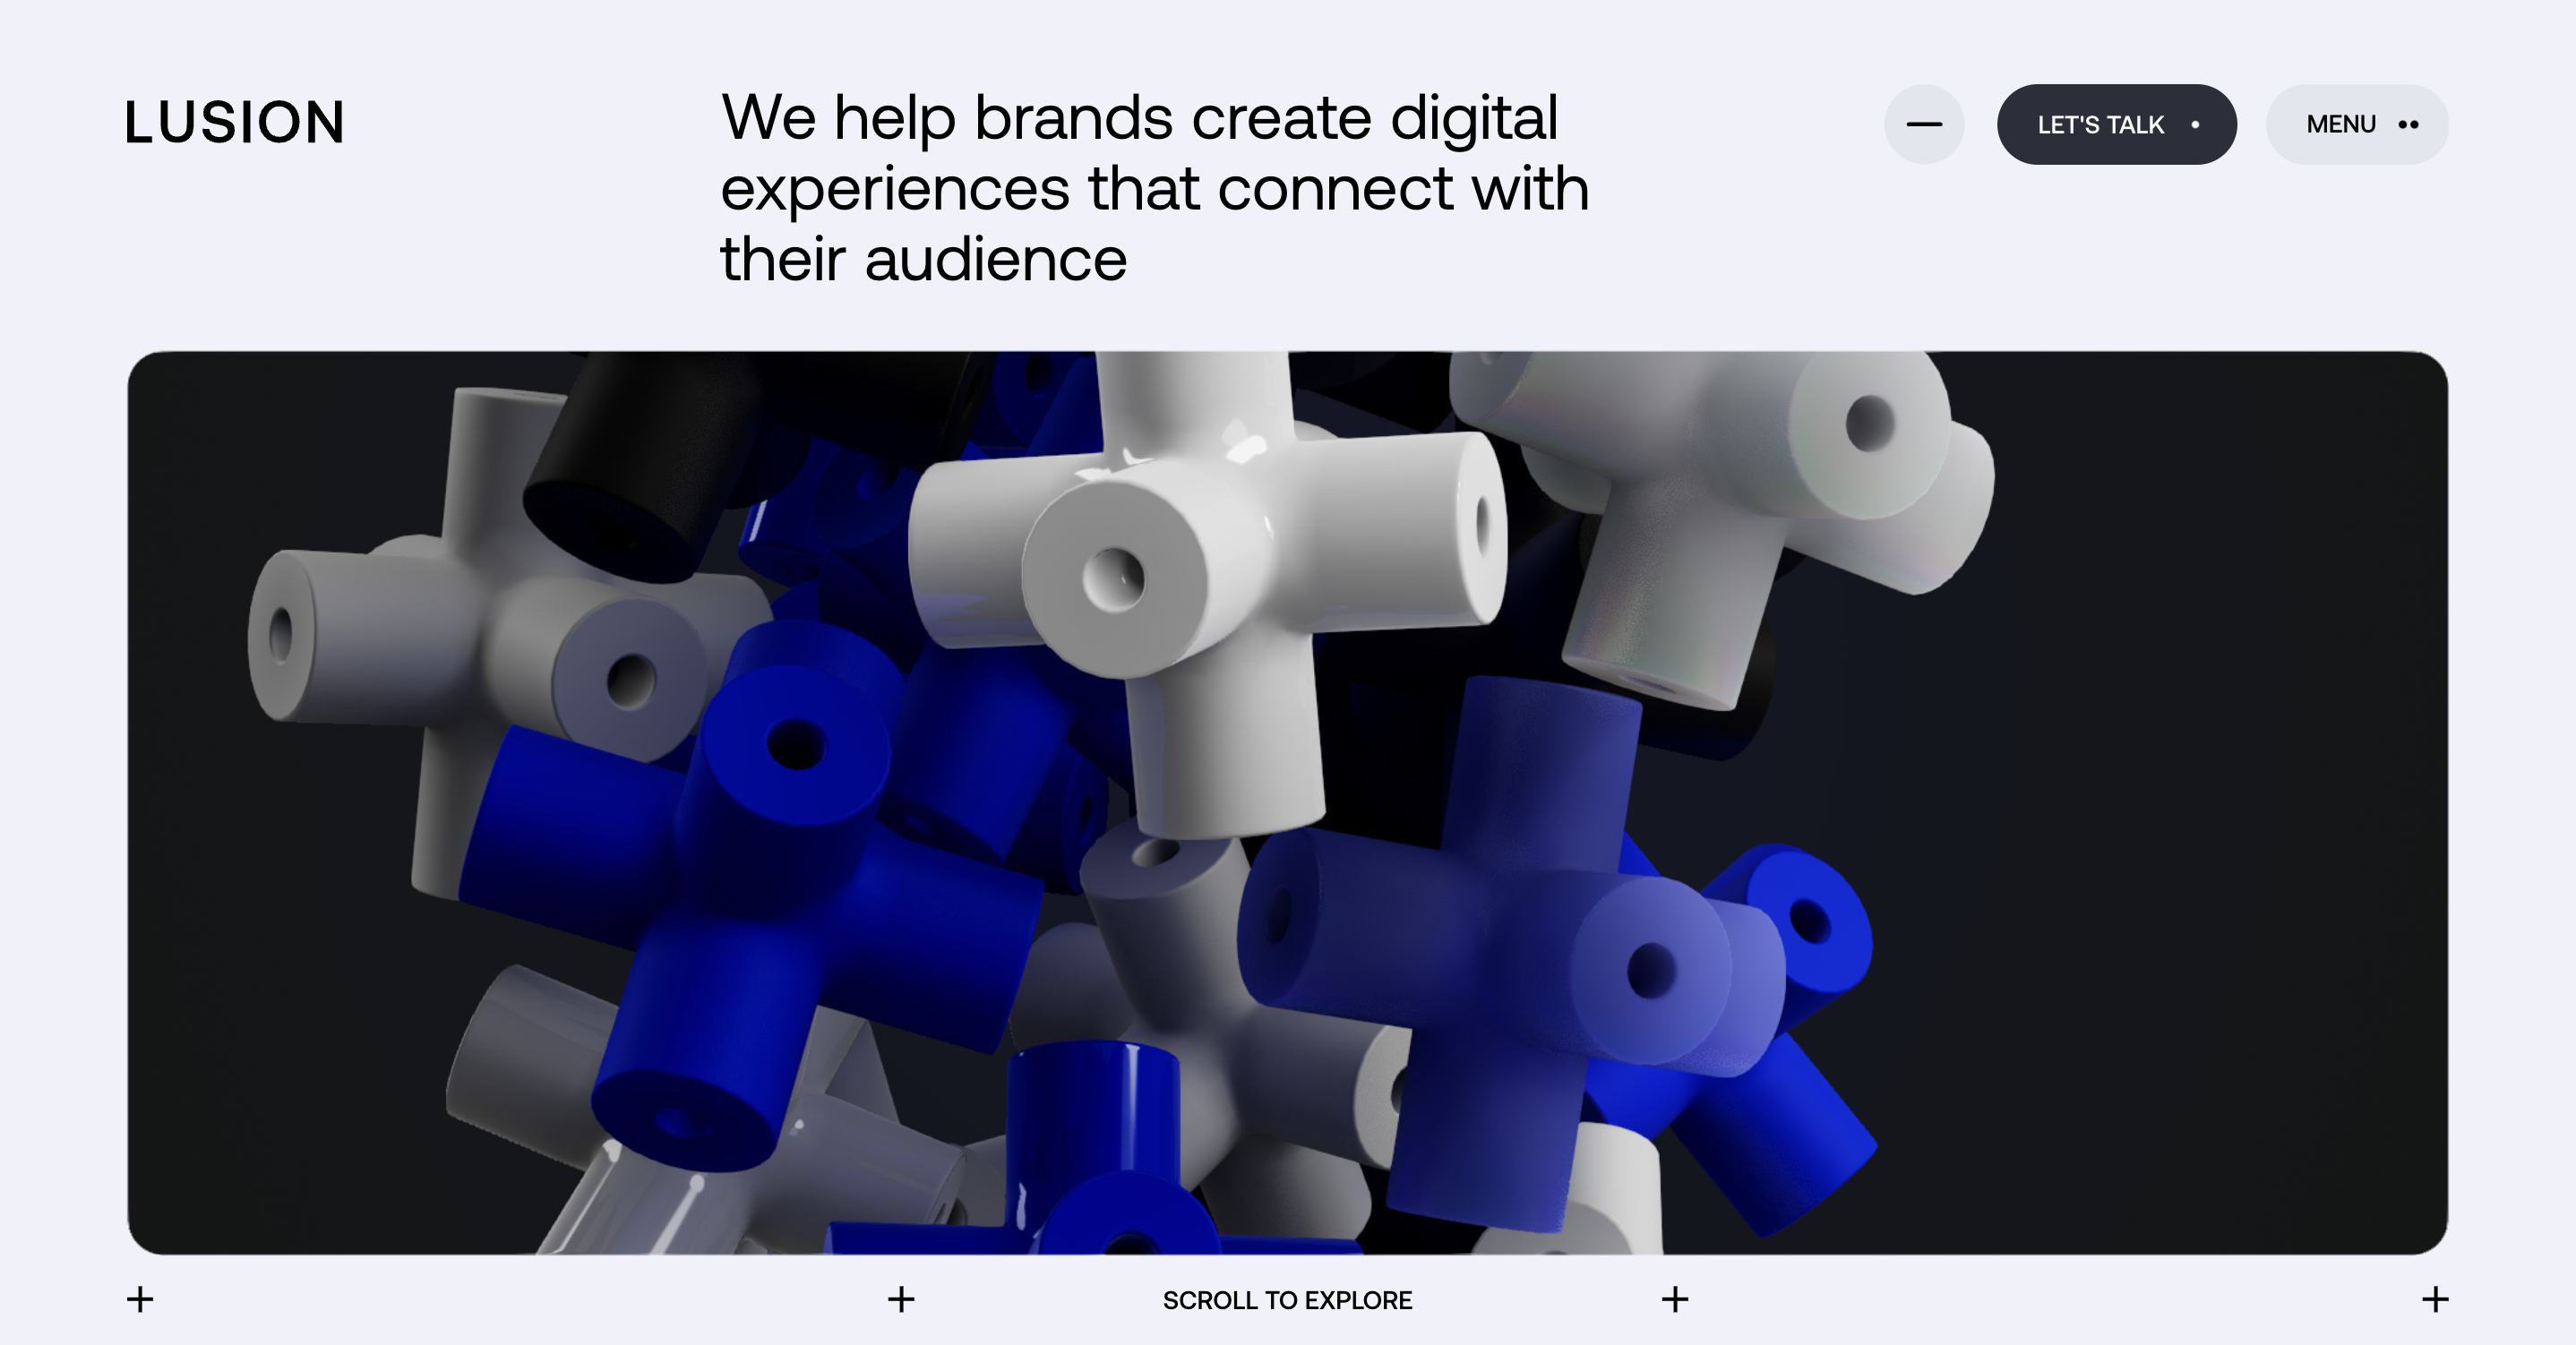 LUSION
We help brands create digital
experiences that connect with
their audience
LET'S TALK
MENU
SCROLL TO EXPLORE